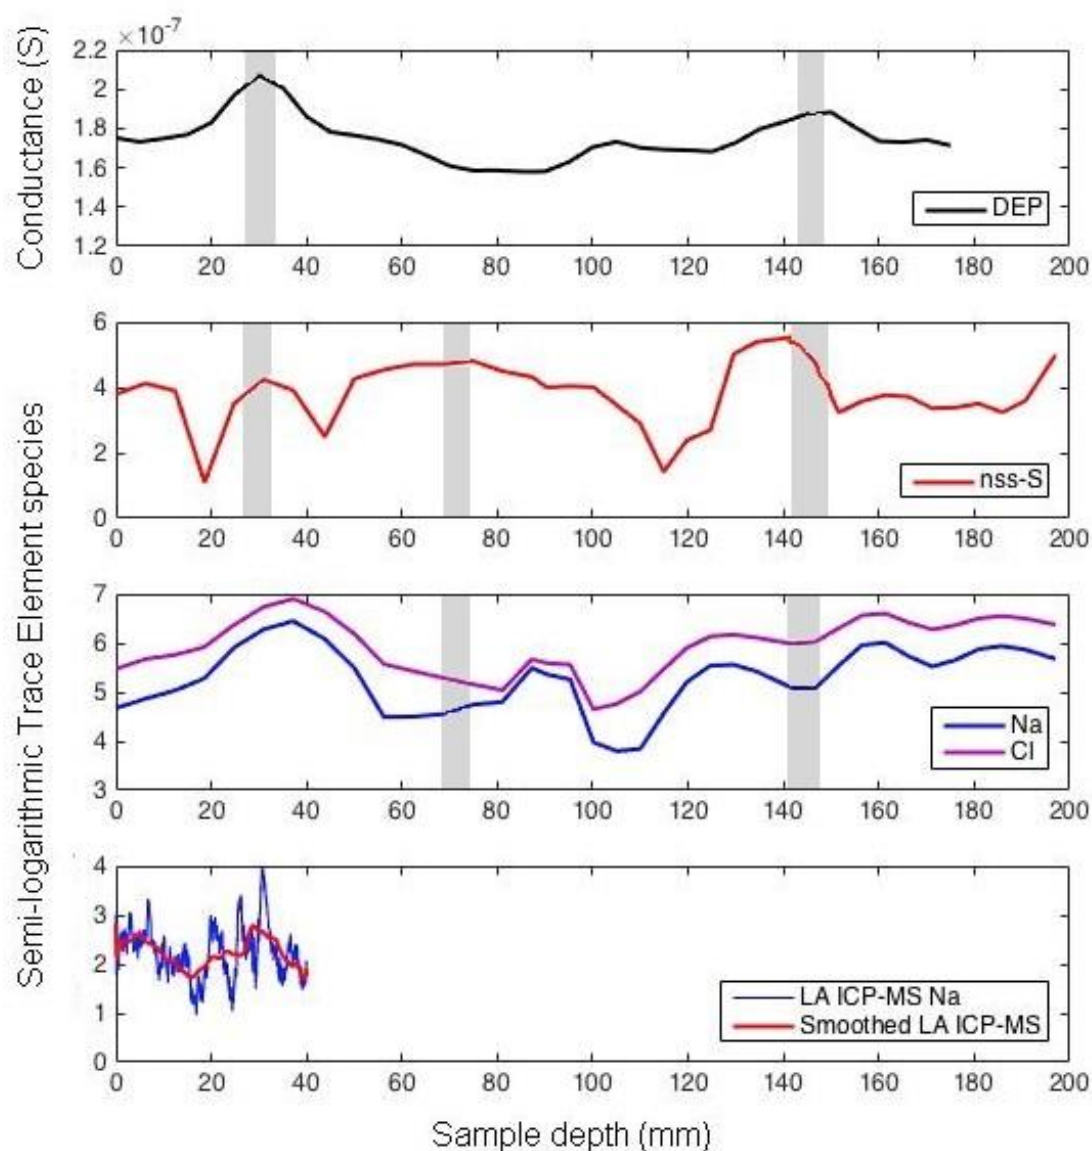 Conductance (S)
×10-7
2.2
2
1.8
1.6
1.4
1.2
DEP
0 20 40 60 80 100 120 140 160 180 200
Semi-logarithmic Trace Element species
6
4
2
0
nss-S
0 20 40 60 80 100 120 140 160 180 200
7
6
5
4
3
Na
Cl
0 20 40 60 80 100 120 140 160 180 200
4
3
2
1
0
LA ICP-MS Na
Smoothed LA ICP-MS
0 20 40 60 80 100 120 140 160 180 200
Sample depth (mm)